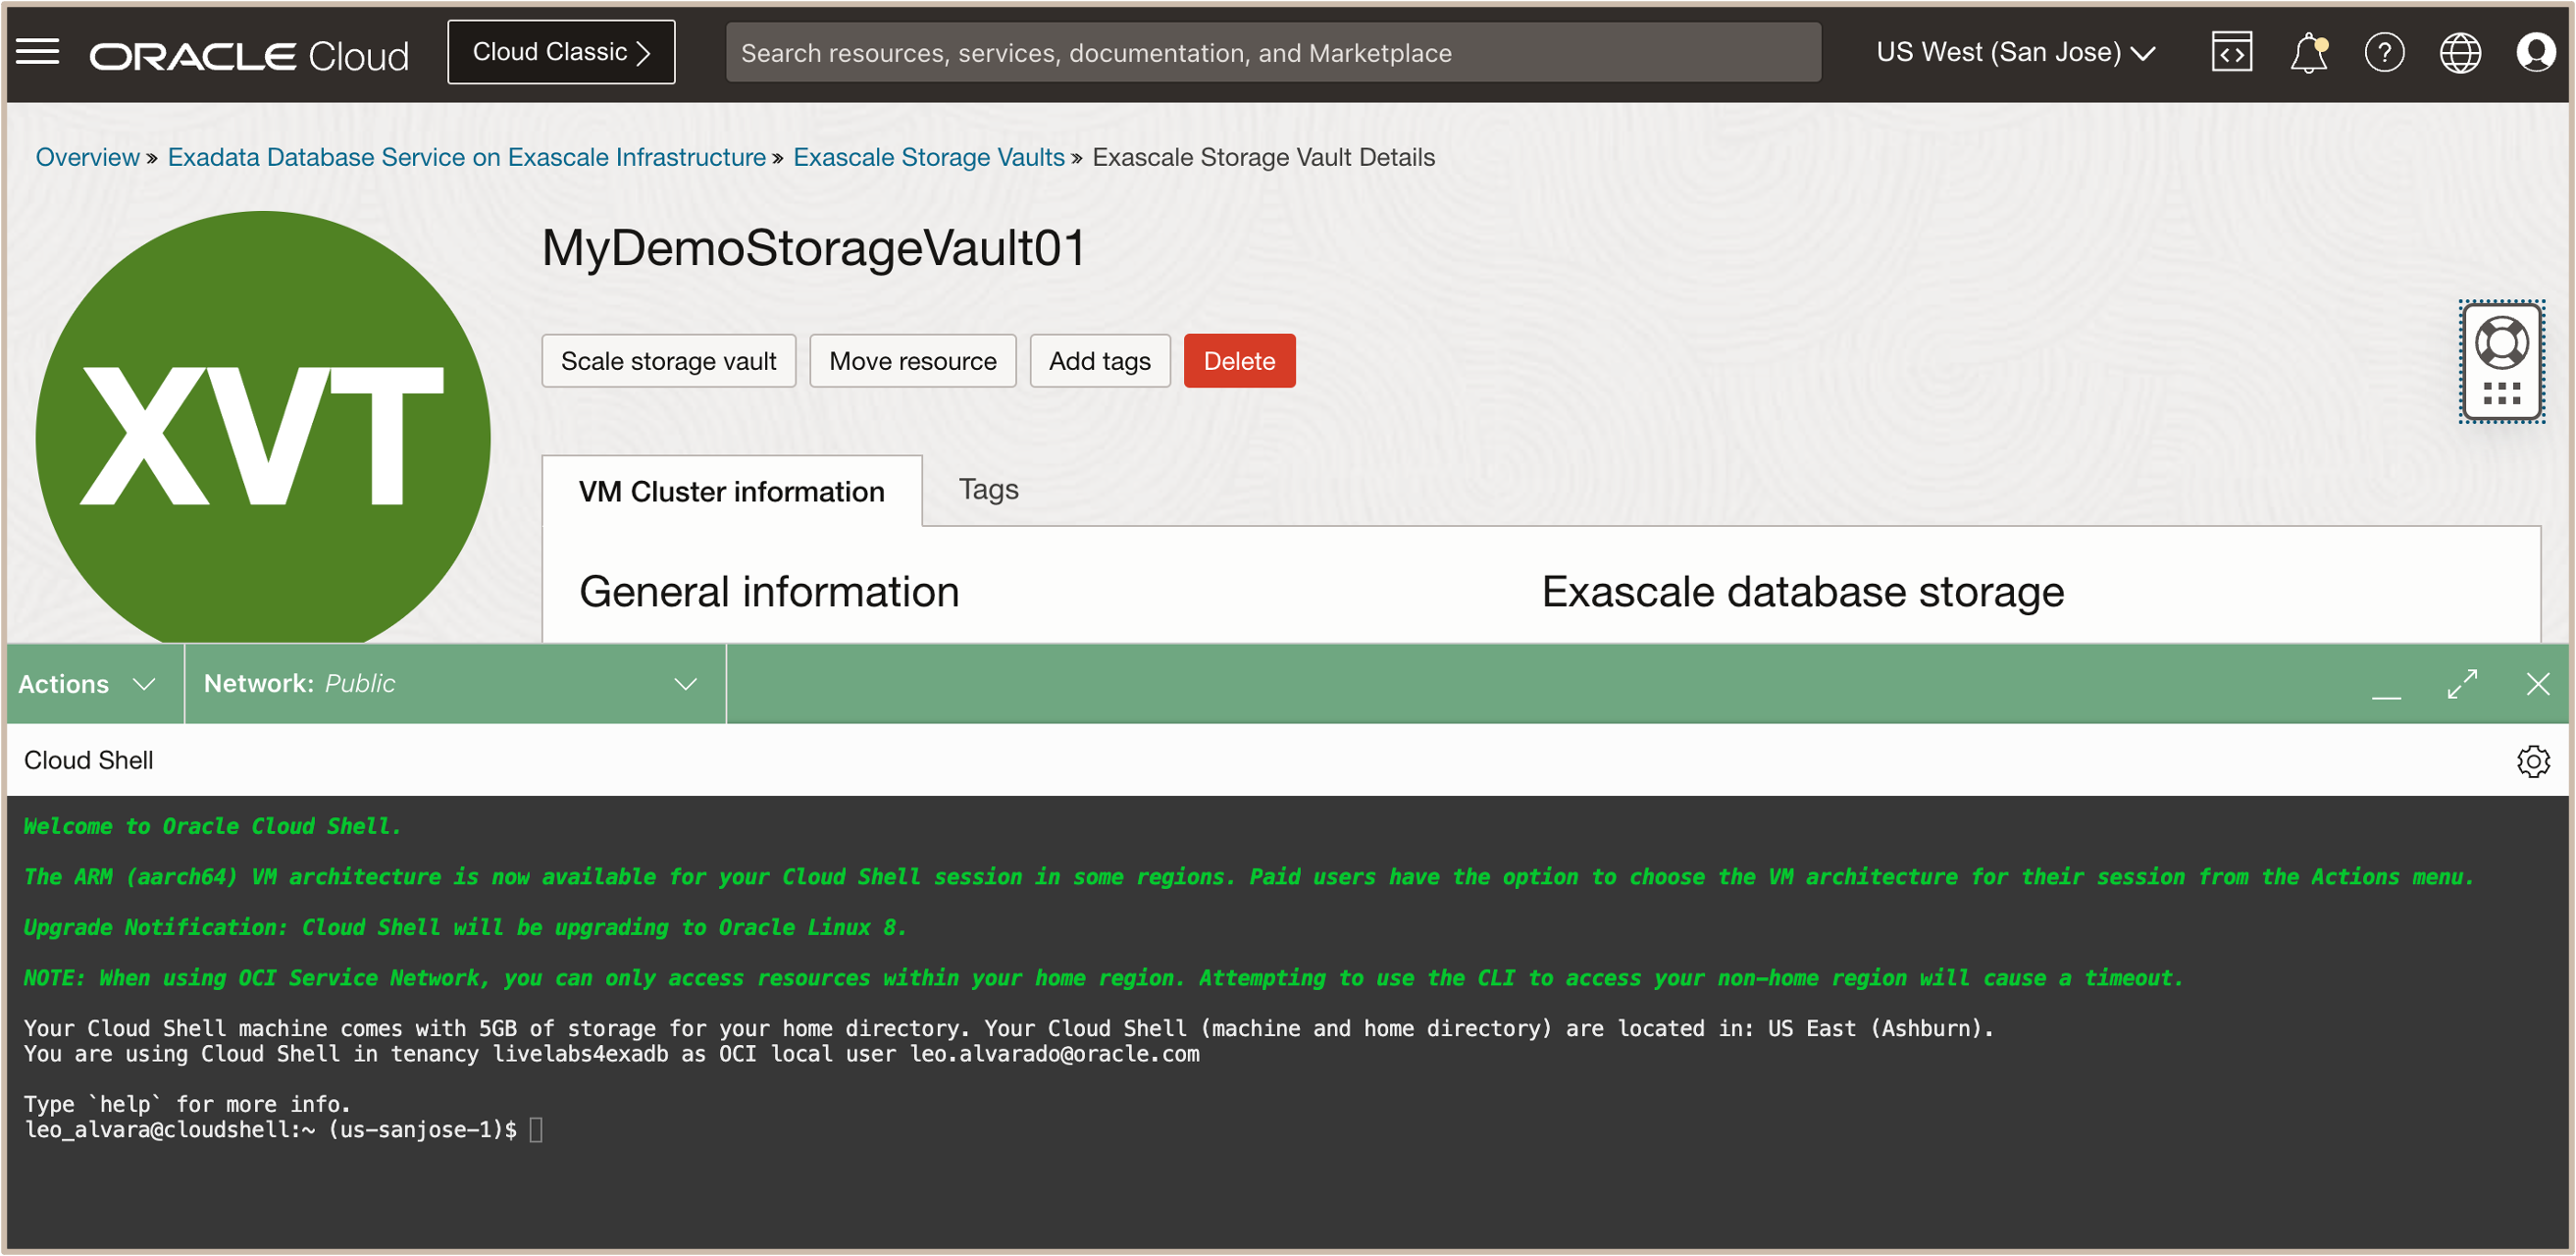 ORACLE Cloud
Cloud Classic
Search resources, services, documentation, and Marketplace
US West (San Jose)
Overview » Exadata Database Service on Exascale Infrastructure » Exascale Storage Vaults » Exascale Storage Vault Details
XVT
MyDemoStorageVault01
Scale storage vault
Move resource
Add tags
Delete
VM Cluster information
Tags
General information
Exascale database storage
Actions
Network: Public
Cloud Shell
Welcome to Oracle Cloud Shell.
The ARM (aarch64) VM architecture is now available for your Cloud Shell session in some regions. Paid users have the option to choose the VM architecture for their session from the Actions menu.
Upgrade Notification: Cloud Shell will be upgrading to Oracle Linux 8.
NOTE: When using OCI Service Network, you can only access resources within your home region. Attempting to use the CLI to access your non-home region will cause a timeout.
Your Cloud Shell machine comes with 5GB of storage for your home directory. Your Cloud Shell (machine and home directory) are located in: US East (Ashburn).
You are using Cloud Shell in tenancy livelabs4exadb as OCI local user leo.alvarado@oracle.com
Type `help` for more info.
leo_alvara@cloudshell:~ (us-sanjose-1)$